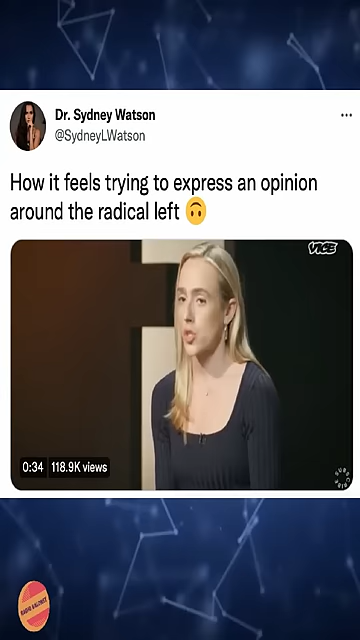 Dr. Sydney Watson
@SydneyLWatson
How it feels trying to express an opinion
around the radical left 🙃
VICE
0:34 118.9K views